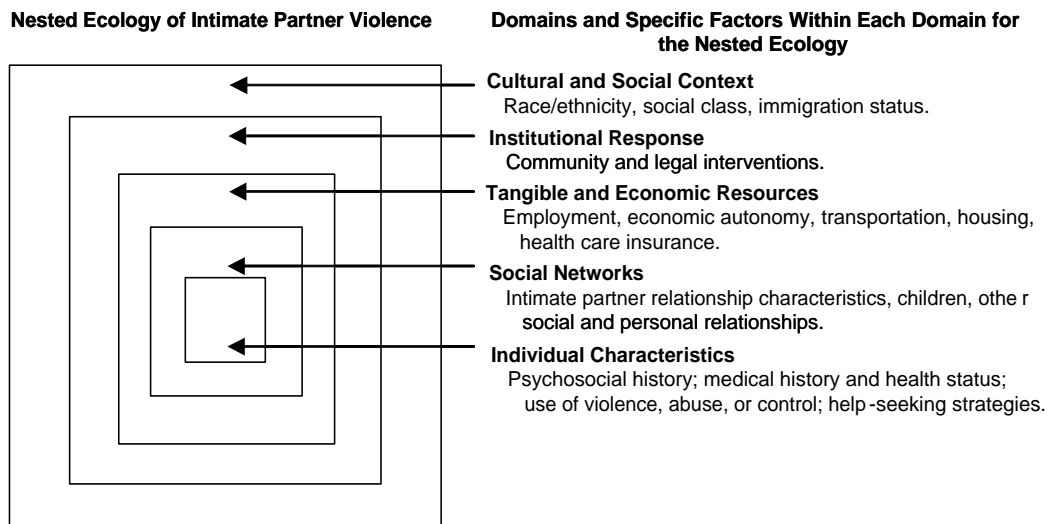 Nested Ecology of Intimate Partner Violence
Domains and Specific Factors Within Each Domain for
the Nested Ecology
Cultural and Social Context
Race/ethnicity, social class, immigration status.
Institutional Response
Community and legal interventions.
Tangible and Economic Resources
Employment, economic autonomy, transportation, housing,
health care insurance.
Social Networks
Intimate partner relationship characteristics, children, othe r
social and personal relationships.
Individual Characteristics
Psychosocial history; medical history and health status;
use of violence, abuse, or control; help -seeking strategies.